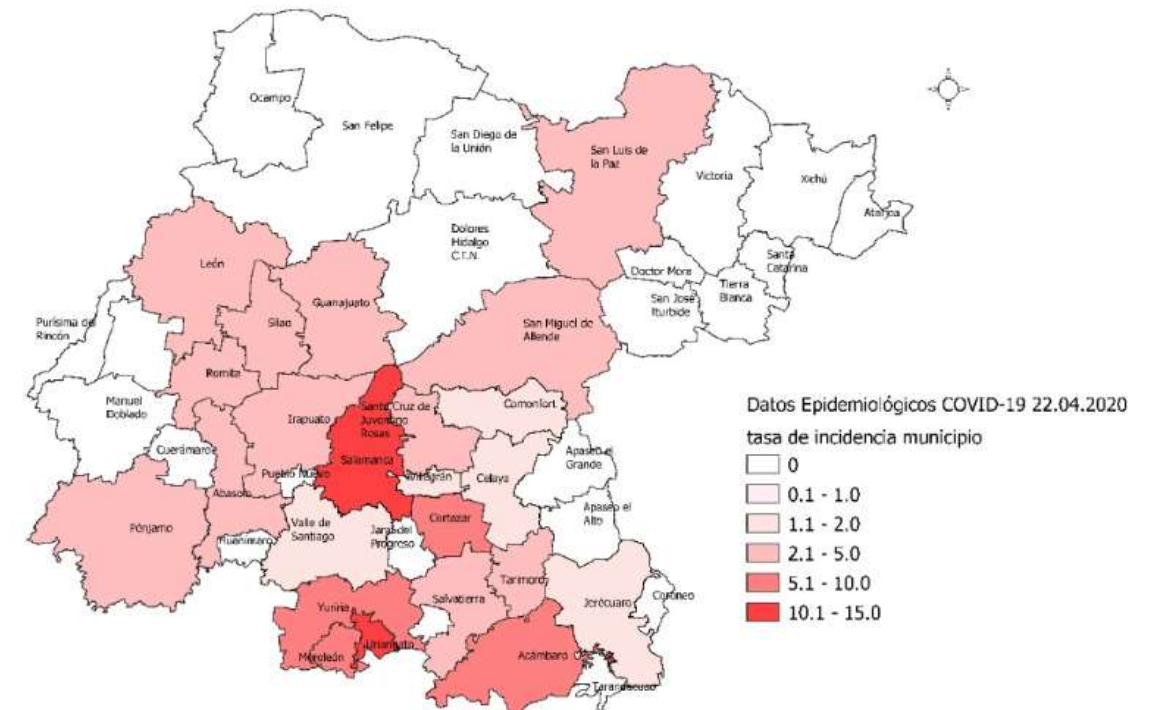 Ocampo
San Felipe
San Diego de
la Unión
San Luis de
la Paz
Victoria
Xichú
Atarjea
Dolores
Hidalgo
C.I.N.
Santa
Catarina
Doctor Mora
Tierra
Blanca
San José
Iturbide
León
Guanajuato
Silao
Purísima del
Rincón
San Miguel de
Allende
Romita
Manuel
Doblado
Irapuato
Santa Cruz de
Juventino
Rosas
Comonfort
Cuerámaro
Salamanca
Pueblo Nuevo
Villagrán
Celaya
Apaseo el
Grande
Abasolo
Pénjamo
Valle de
Santiago
Jaral del
Progreso
Cortazar
Apaseo el
Alto
Huanímaro
Tarimoro
Salvatierra
Jerécuaro
Coroneo
Yuriria
Uriangato
Moroleón
Acámbaro
Tarandacuao
Datos Epidemiológicos COVID-19 22.04.2020
tasa de incidencia municipio
0
0.1 - 1.0
1.1 - 2.0
2.1 - 5.0
5.1 - 10.0
10.1 - 15.0